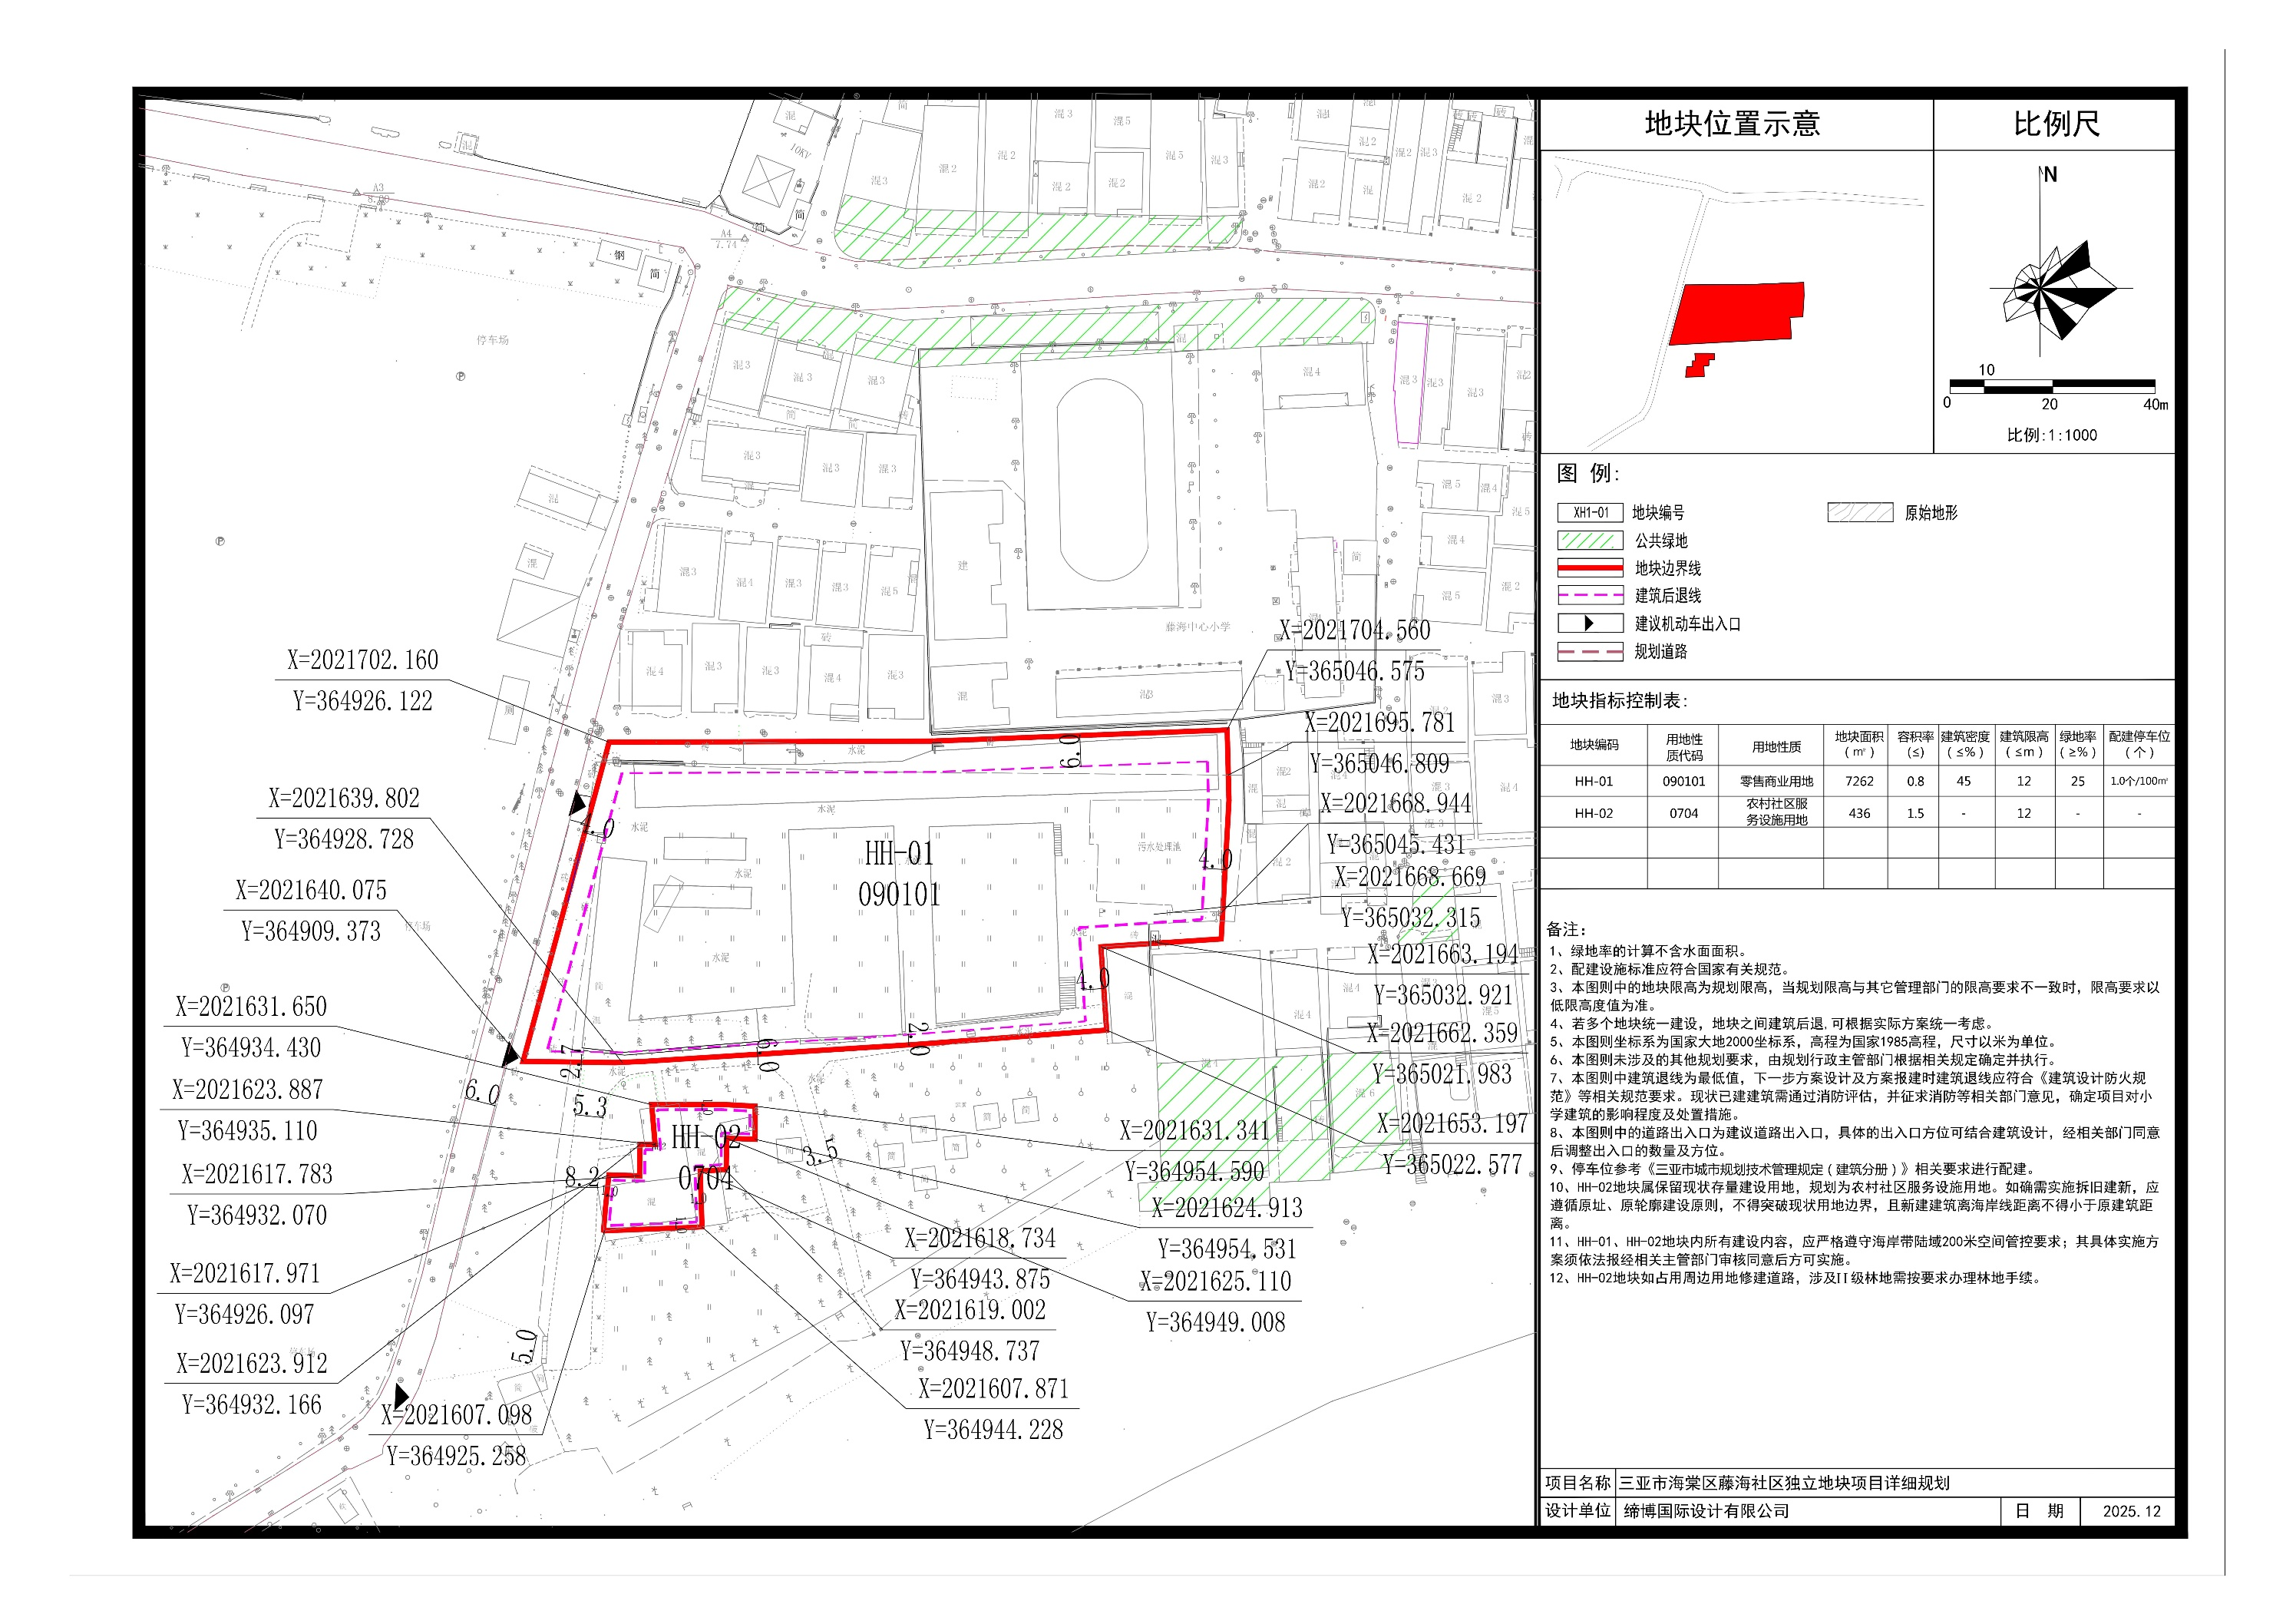 地块位置示意
比例尺
N
10
0 20 40m
比例:1:1000
图 例:
XH1-01 地块编号
原始地形
公共绿地
地块边界线
建筑后退线
建议机动车出入口
规划道路
地块指标控制表:
地块编码 用地性质代码 用地性质 地块面积(㎡) 容积率(≤) 建筑密度(≤%) 建筑限高(≤m) 绿地率(≥%) 配建停车位(个)
HH-01 090101 零售商业用地 7262 0.8 45 12 25 1.0个/100㎡
HH-02 0704 农村社区服务设施用地 436 1.5 - 12 - -
备注:
1、绿地率的计算不含水面面积。
2、配建设施标准应符合国家有关规范。
3、本图则中的地块限高为规划限高，当规划限高与其它管理部门的限高要求不一致时，限高要求以
低限高度值为准。
4、若多个地块统一建设，地块之间建筑后退.可根据实际方案统一考虑。
5、本图则坐标系为国家大地2000坐标系，高程为国家1985高程，尺寸以米为单位。
6、本图则未涉及的其他规划要求，由规划行政主管部门根据相关规定确定并执行。
7、本图则中建筑退线为最低值，下一步方案设计及方案报建时建筑退线应符合《建筑设计防火规
范》等相关规范要求。现状已建建筑需通过消防评估，并征求消防等相关部门意见，确定项目对小
学建筑的影响程度及处置措施。
8、本图则中的道路出入口为建议道路出入口，具体的出入口方位可结合建筑设计，经相关部门同意
后调整出入口的数量及方位。
9、停车位参考《三亚市城市规划技术管理规定（建筑分册）》相关要求进行配建。
10、HH-02地块属保留现状存量建设用地，规划为农村社区服务设施用地。如确需实施拆旧建新，应
遵循原址、原轮廓建设原则，不得突破现状用地边界，且新建建筑离海岸线距离不得小于原建筑距
离。
11、HH-01、HH-02地块内所有建设内容，应严格遵守海岸带陆域200米空间管控要求；其具体实施方
案须依法报经相关主管部门审核同意后方可实施。
12、HH-02地块如占用周边用地修建道路，涉及II级林地需按要求办理林地手续。
项目名称 三亚市海棠区藤海社区独立地块项目详细规划
设计单位 缔博国际设计有限公司 日 期 2025.12
A3
A4
7.74
10KV
停车场
藤海中心小学
污水处理池
HH-01
090101
HH-02
0704
X=2021702.160
Y=364926.122
X=2021639.802
Y=364928.728
X=2021640.075
Y=364909.373
X=2021631.650
Y=364934.430
X=2021623.887
Y=364935.110
X=2021617.783
Y=364932.070
X=2021617.971
Y=364926.097
X=2021623.912
Y=364932.166
X=2021607.098
Y=364925.258
X=2021704.560
Y=365046.575
X=2021695.781
Y=365046.809
X=2021668.944
Y=365045.431
X=2021668.669
Y=365032.315
X=2021663.194
Y=365032.921
X=2021662.359
Y=365021.983
X=2021653.197
Y=365022.577
X=2021631.341
Y=364954.590
X=2021624.913
Y=364954.531
X=2021625.110
Y=364949.008
X=2021618.734
Y=364943.875
X=2021619.002
Y=364948.737
X=2021607.871
Y=364944.228
6.0
4.0
4.0
2.0
6.0
2.7
6.0
5.3
8.2
3.5
5.0